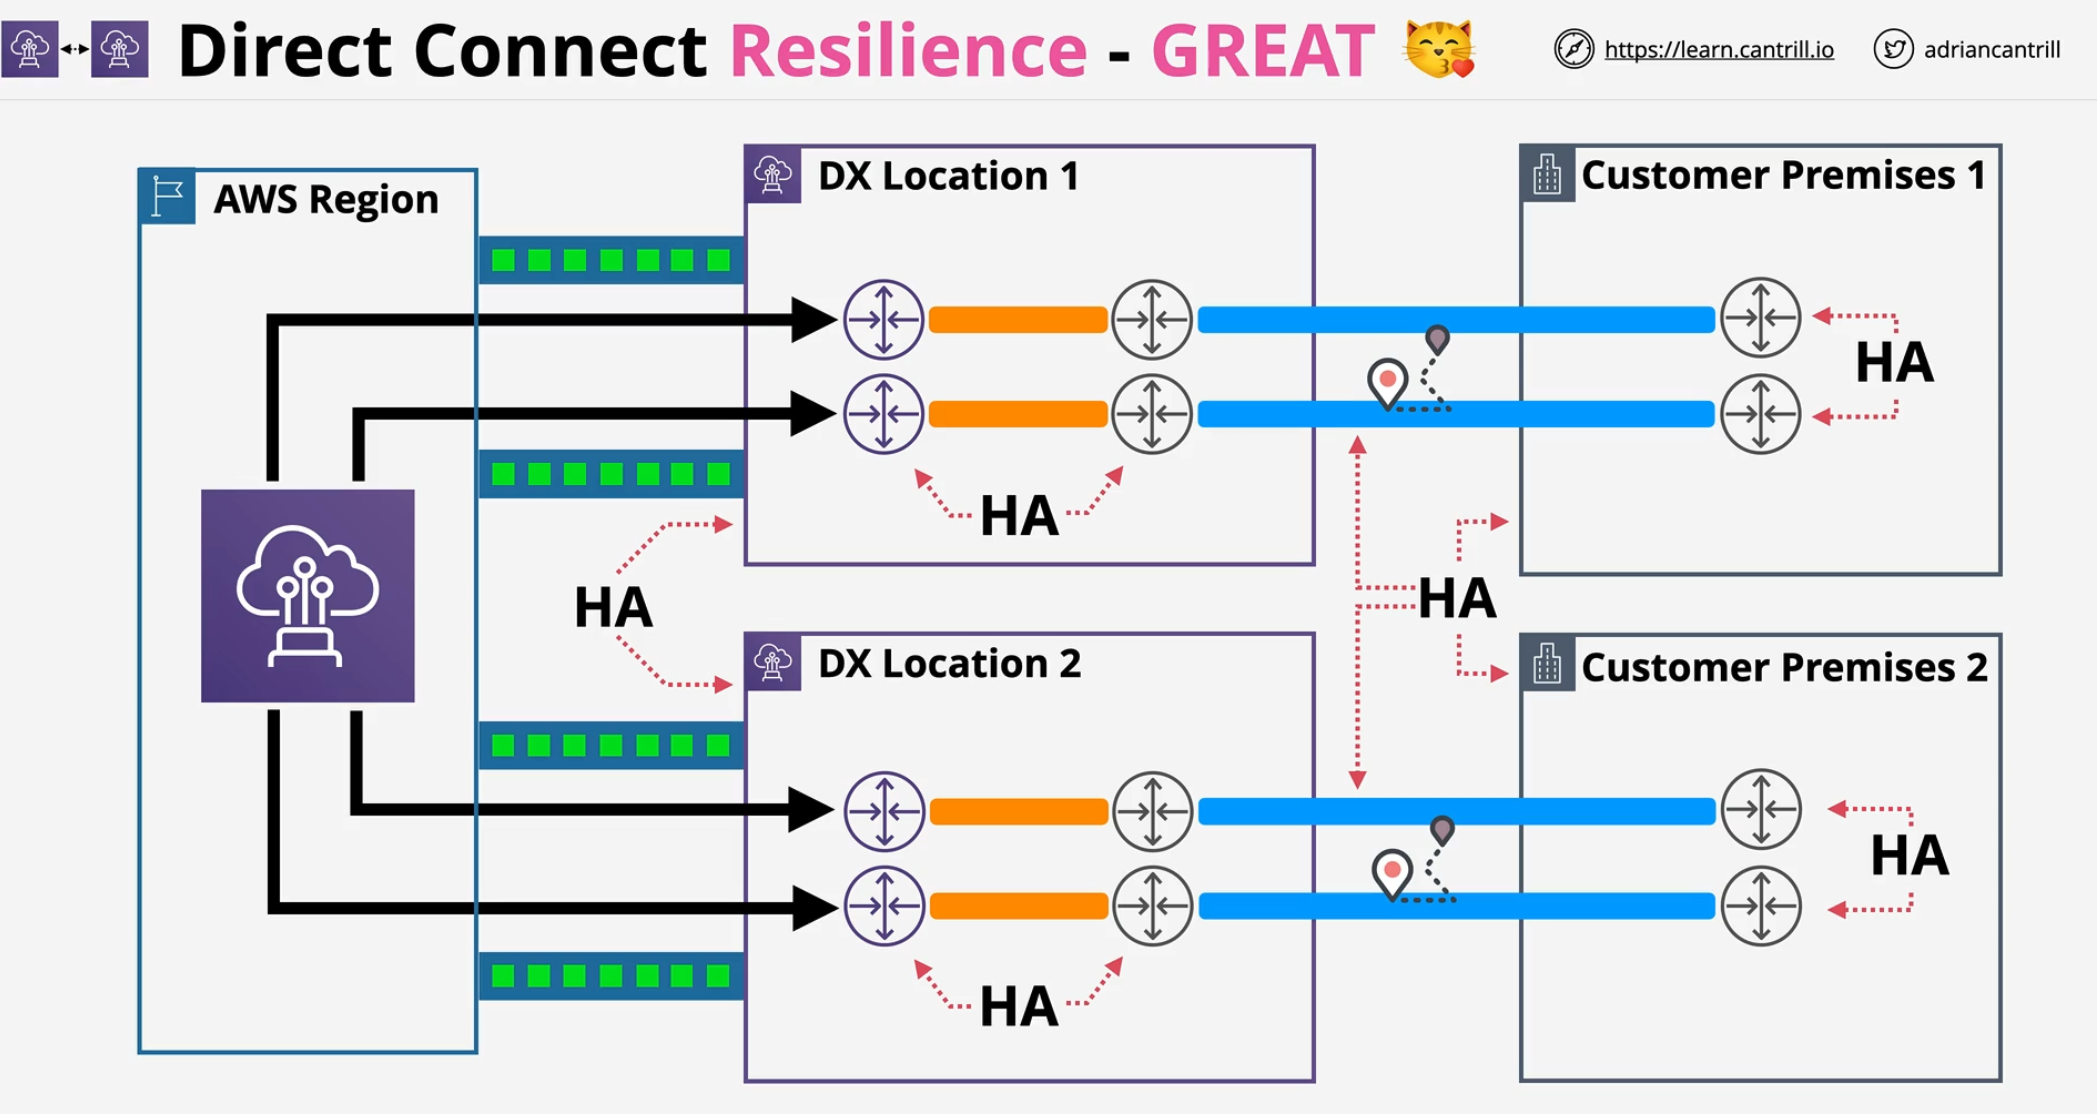 Direct Connect Resilience - GREAT
https://learn.cantrill.io
adriancantrill
AWS Region
DX Location 1
Customer Premises 1
HA
HA
HA
HA
DX Location 2
Customer Premises 2
HA
HA